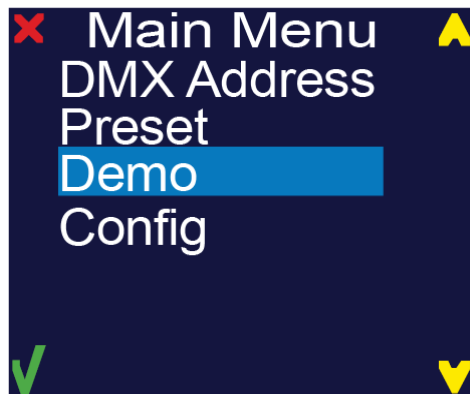 Main Menu
DMX Address
Preset
Demo
Config